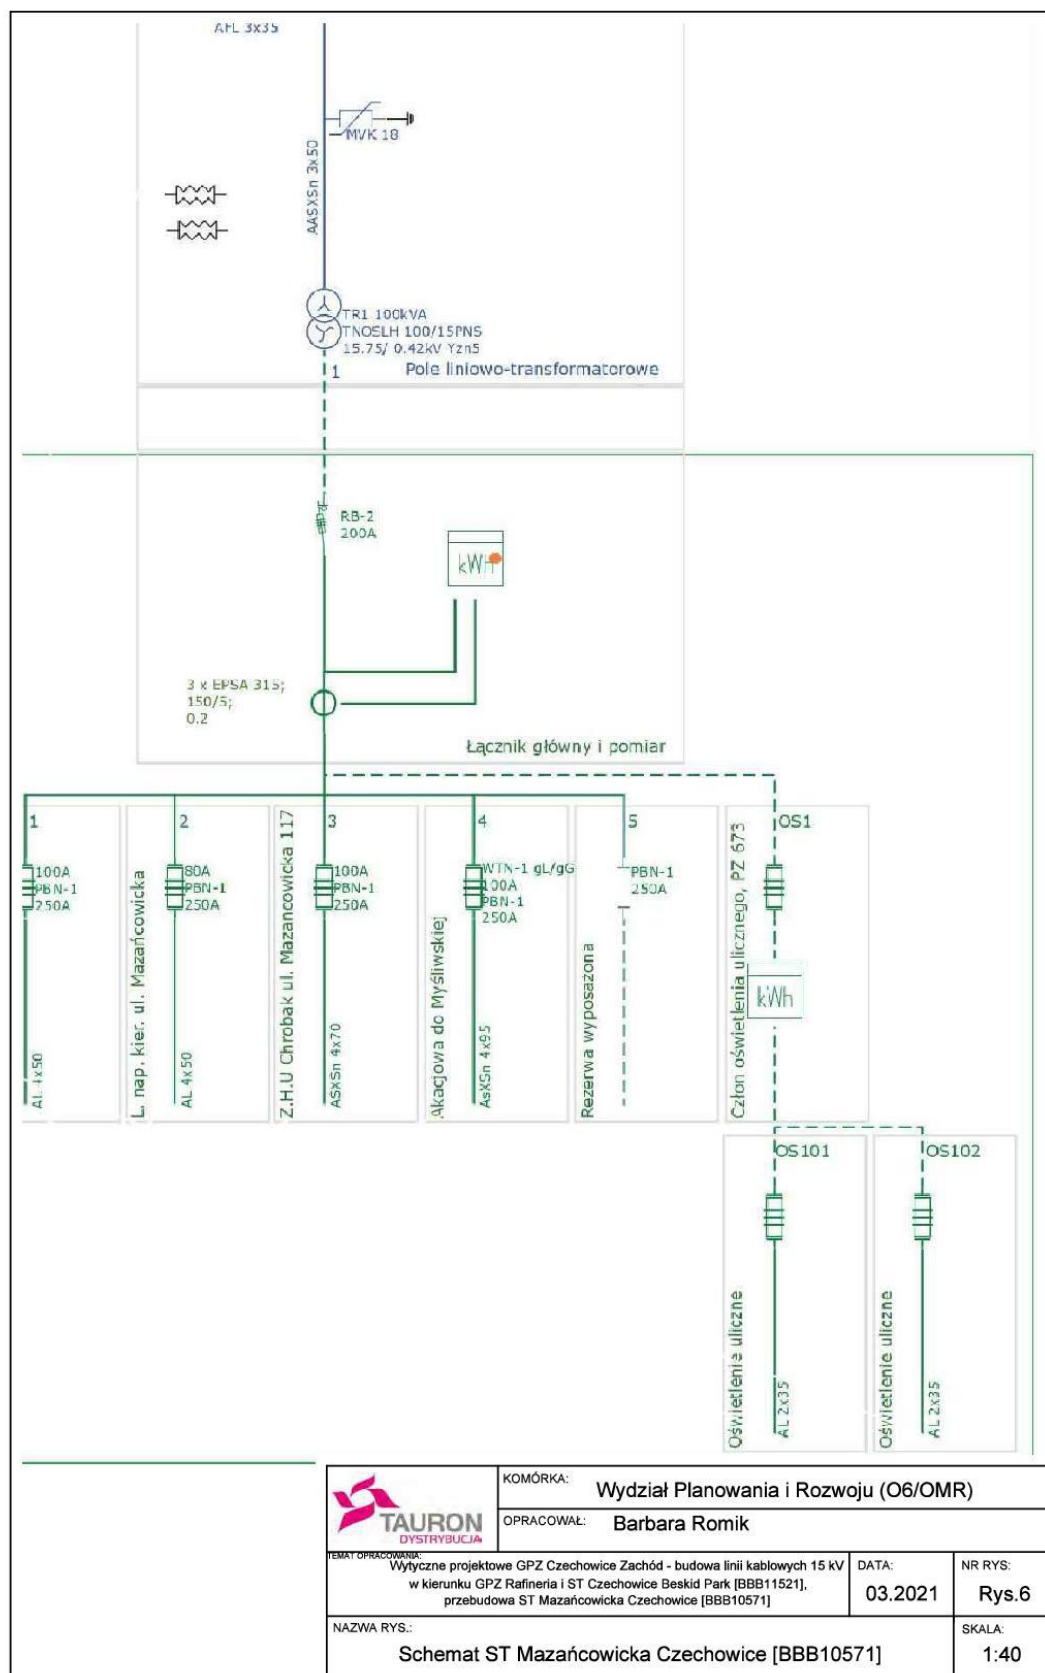 AFL 3x35
MVK 18
AASXSn 3x50
TR1 100kVA
TNOSLH 100/15PNS
15.75/ 0.42kV Yzn5
1
Pole liniowo-transformatorowe
RB-2
200A
kWh
3 x EPSA 315;
150/5;
0.2
Łącznik główny i pomiar
1
100A
PBN-1
250A
AL 4x50
2
80A
PBN-1
250A
L. nap. kier. ul. Mazańcowicka
AL 4x50
3
100A
PBN-1
250A
Z.H.U Chrobak ul. Mazancowicka 117
ASXSn 4x70
4
WTN-1 gL/gG
100A
PBN-1
250A
Akacjowa do Myśliwskiej
AsXSn 4x95
5
PBN-1
250A
Rezerwa wyposażona
OS1
Człon oświetlenia ulicznego, PZ 673
kWh
OS101
Oświetlenie uliczne
AL 2x35
OS102
Oświetlenie uliczne
AL 2x35
TAURON
DYSTRYBUCJA
KOMÓRKA: Wydział Planowania i Rozwoju (O6/OMR)
OPRACOWAŁ: Barbara Romik
TEMAT OPRACOWANIA:
Wytyczne projektowe GPZ Czechowice Zachód - budowa linii kablowych 15 kV
w kierunku GPZ Rafineria i ST Czechowice Beskid Park [BBB11521],
przebudowa ST Mazańcowicka Czechowice [BBB10571]
DATA:
03.2021
NR RYS:
Rys.6
NAZWA RYS.:
Schemat ST Mazańcowicka Czechowice [BBB10571]
SKALA:
1:40